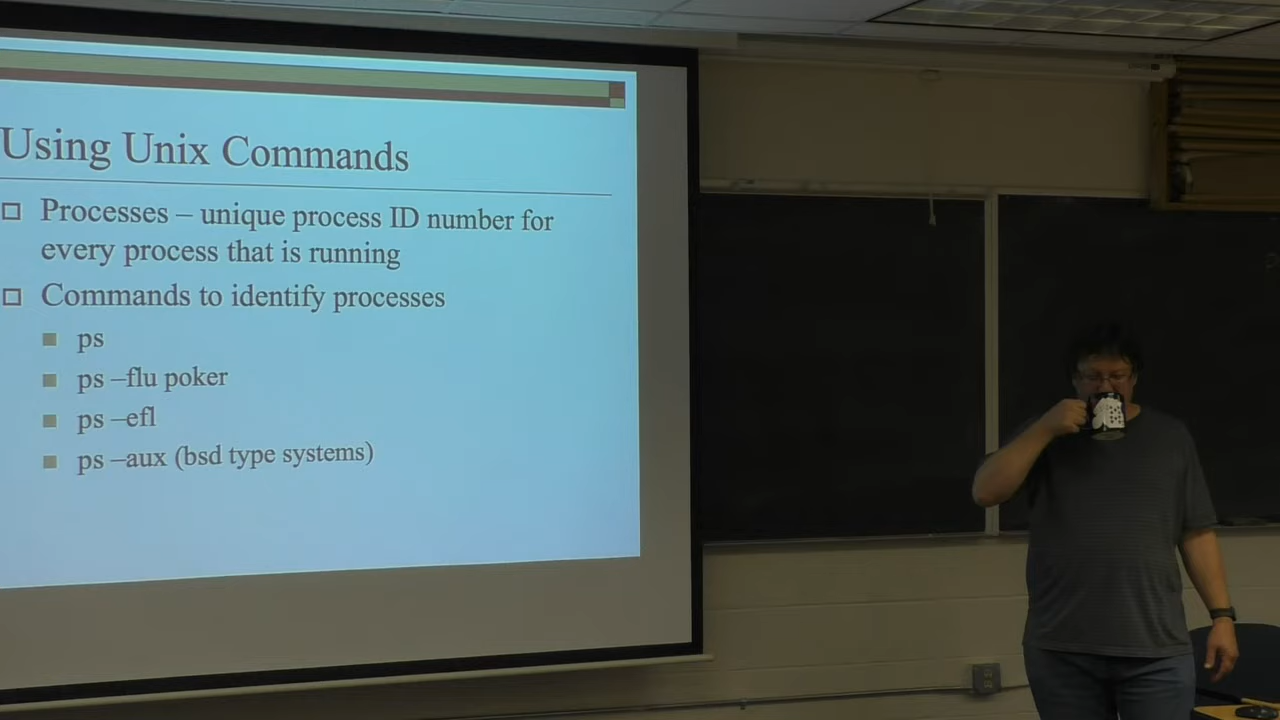 Using Unix Commands
Processes – unique process ID number for
every process that is running
Commands to identify processes
ps
ps –flu poker
ps –efl
ps –aux (bsd type systems)